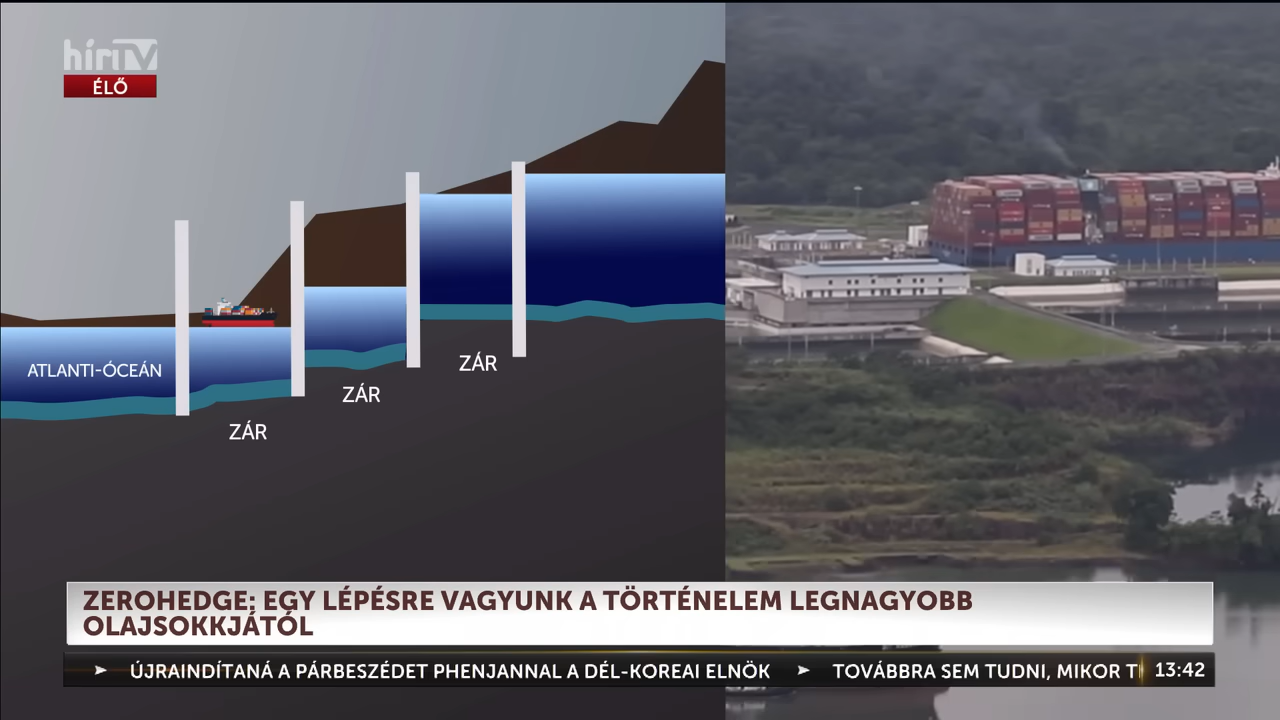 hírTV
ÉLŐ
ATLANTI-ÓCEÁN
ZÁR
ZÁR
ZÁR
ZEROHEDGE: EGY LÉPÉSRE VAGYUNK A TÖRTÉNELEM LEGNAGYOBB
OLAJSOKKJÁTÓL
ÚJRAINDÍTANÁ A PÁRBESZÉDET PHENJANNAL A DÉL-KOREAI ELNÖK TOVÁBBRA SEM TUDNI, MIKOR 13:42